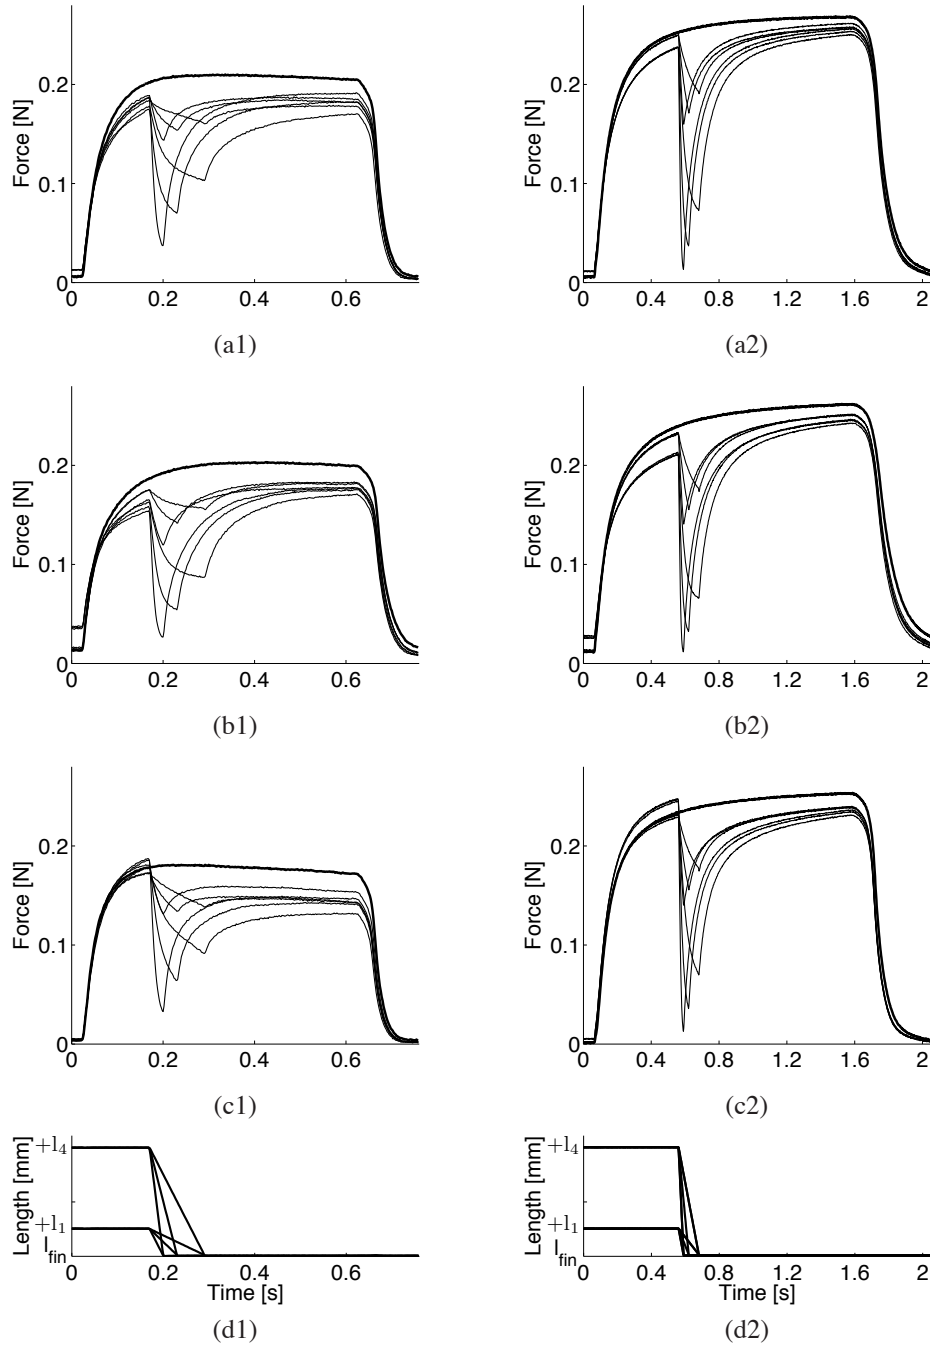 Force [N]
0.2
0.1
0
0 0.2 0.4 0.6
(a1)
Force [N]
0.2
0.1
0
0 0.4 0.8 1.2 1.6 2
(a2)
Force [N]
0.2
0.1
0
0 0.2 0.4 0.6
(b1)
Force [N]
0.2
0.1
0
0 0.4 0.8 1.2 1.6 2
(b2)
Force [N]
0.2
0.1
0
0 0.2 0.4 0.6
(c1)
Force [N]
0.2
0.1
0
0 0.4 0.8 1.2 1.6 2
(c2)
Length [mm]
+l4
+l1
lfin
0 0.2 0.4 0.6
Time [s]
(d1)
Length [mm]
+l4
+l1
lfin
0 0.4 0.8 1.2 1.6 2
Time [s]
(d2)